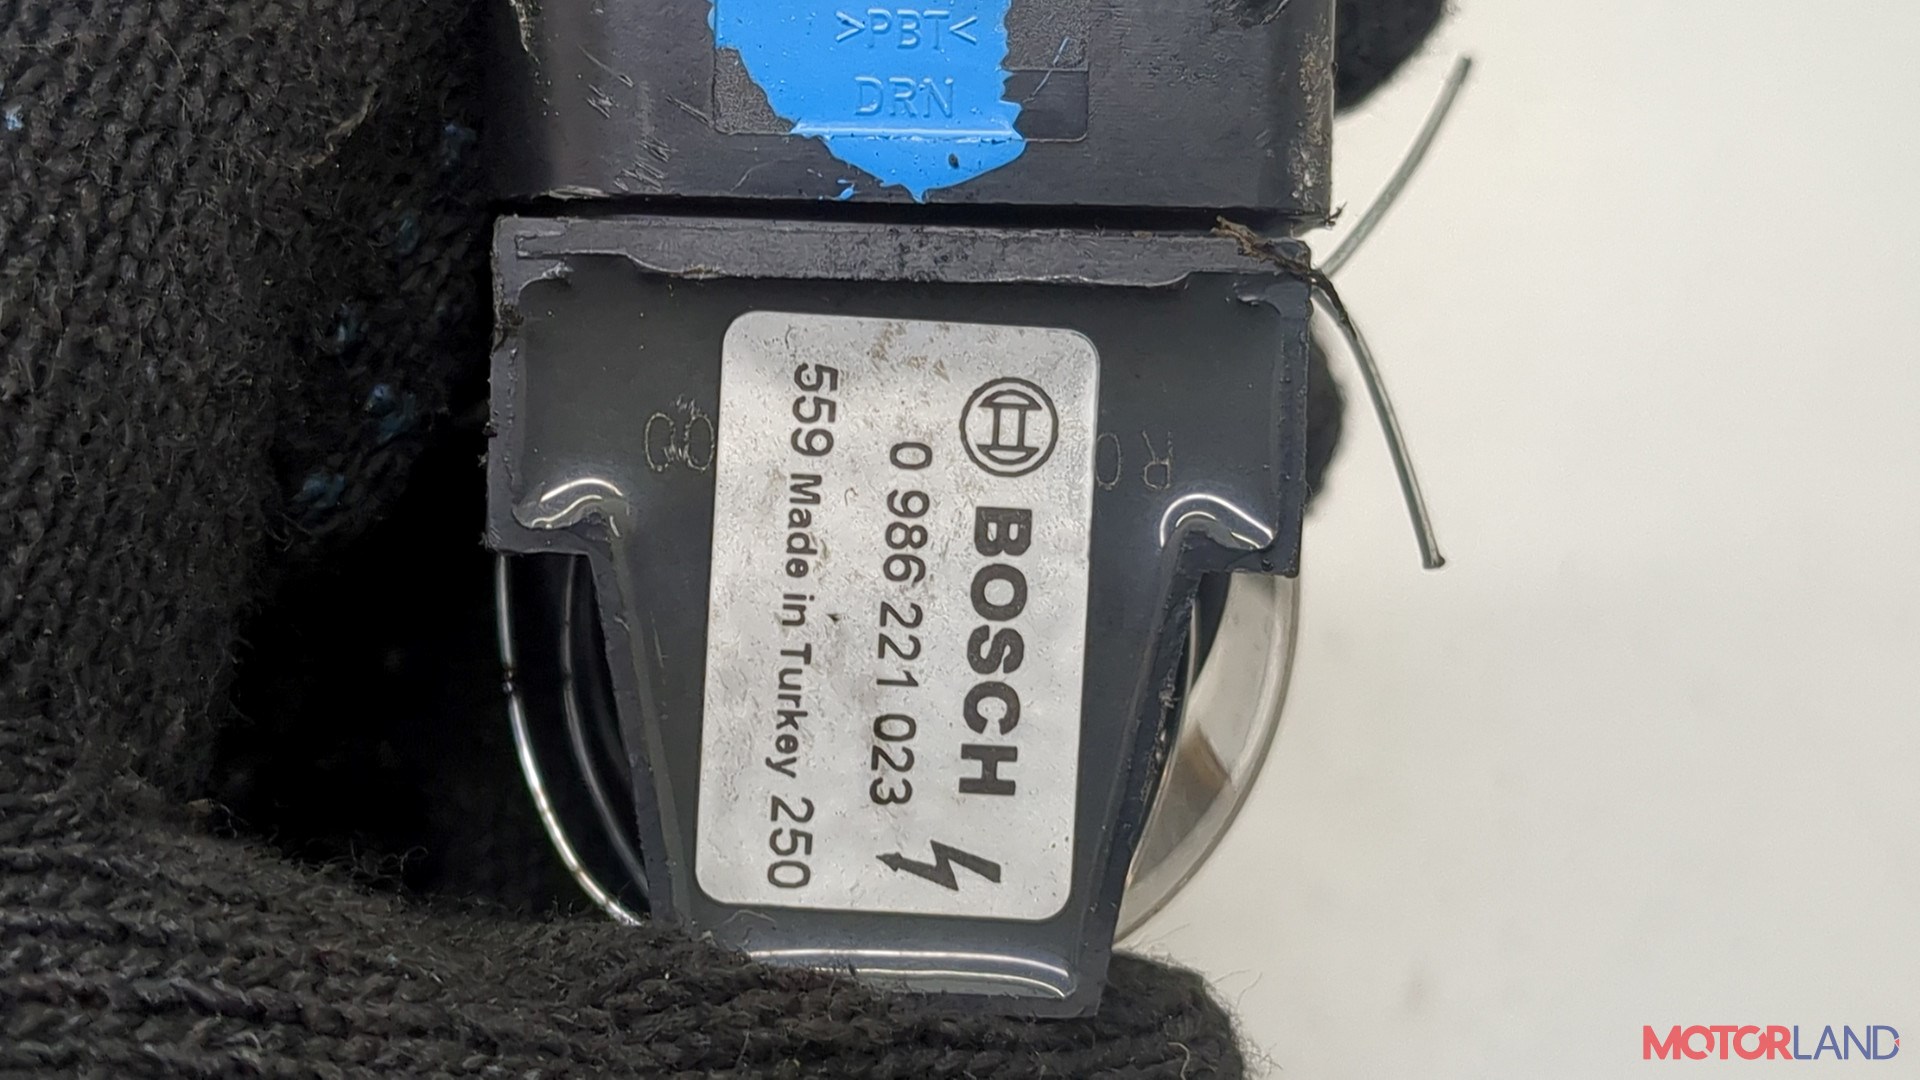 >PBT<
DRN
BOSCH
0 986 221 023
559 Made in Turkey 250
R
MOTORLAND